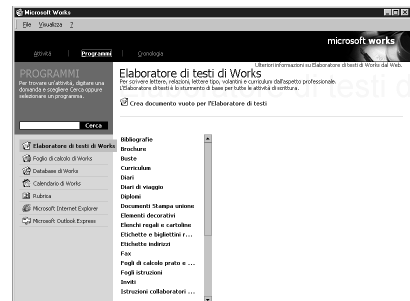 Microsoft Works
File Visualizza ?
microsoft works
Attività Programmi Cronologia
Ulteriori informazioni su Elaboratore di testi di Works dal Web.
PROGRAMMI
Per trovare un'attività, digitare una
domanda e scegliere Cerca oppure
selezionare un programma.
Cerca
Elaboratore di testi di Works
Foglio di calcolo di Works
Database di Works
Calendario di Works
Rubrica
Microsoft Internet Explorer
Microsoft Outlook Express
Elaboratore di testi di Works
Per scrivere lettere, relazioni, lettere tipo, volantini e curriculum dall'aspetto professionale.
L'Elaboratore di testi è lo strumento di base per tutte le attività di scrittura.
Crea documento vuoto per l'Elaboratore di testi
Bibliografie
Brochure
Buste
Curriculum
Diari
Diari di viaggio
Diplomi
Documenti Stampa unione
Elementi decorativi
Elenchi regali e cartoline
Etichette e bigliettini r...
Etichette indirizzi
Fax
Fogli di calcolo prato e ...
Fogli istruzioni
Inviti
Istruzioni collaboratori ...